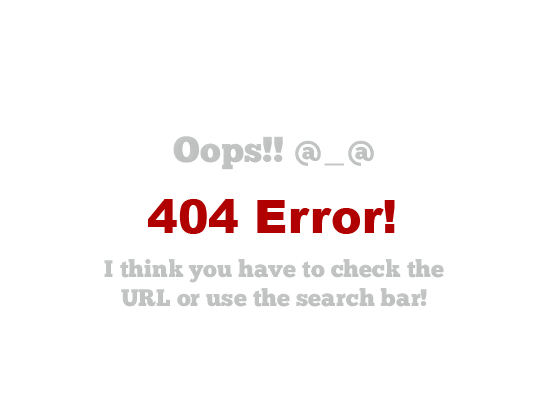 Oops!! @_@
404 Error!
I think you have to check the
URL or use the search bar!